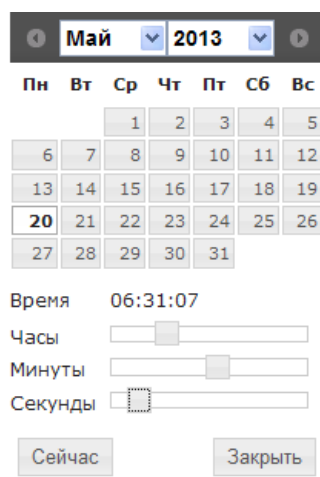 Май 2013
Пн Вт Ср Чт Пт Сб Вс
1 2 3 4 5
6 7 8 9 10 11 12
13 14 15 16 17 18 19
20 21 22 23 24 25 26
27 28 29 30 31
Время 06:31:07
Часы
Минуты
Секунды
Сейчас Закрыть